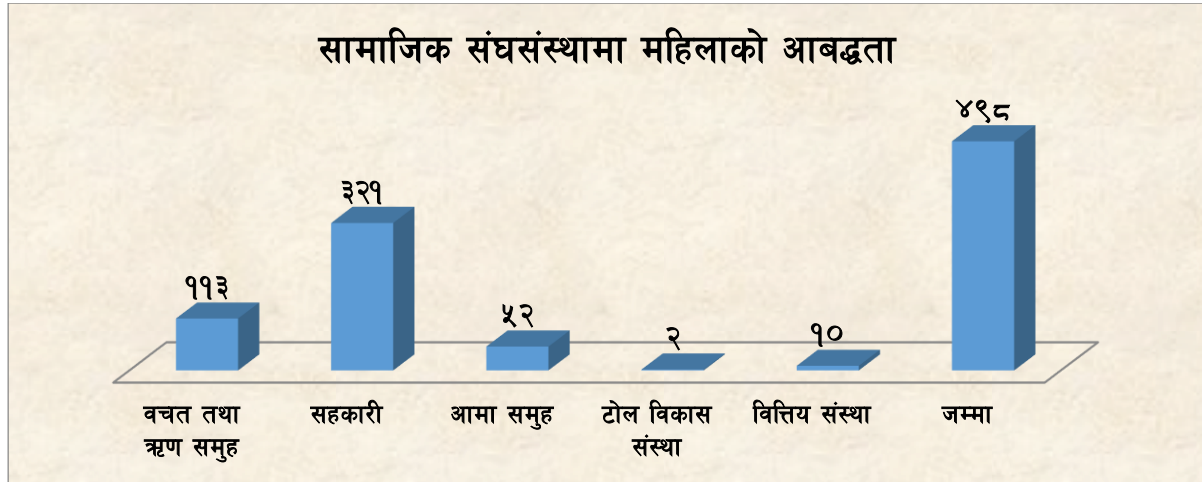 सामाजिक संघसंस्थामा महिलाको आबद्धता
४९८
३२१
११३
५२
२
१०
वचत तथा
ऋण समुह
सहकारी
आमा समुह
टोल विकास
संस्था
वित्तिय संस्था
जम्मा